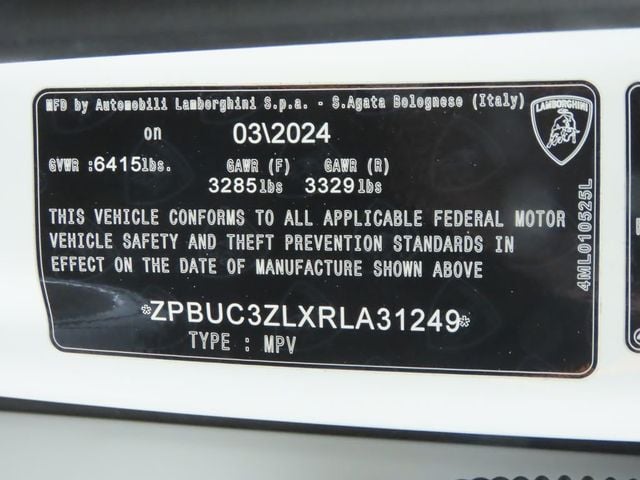 MFD by Automobili Lamborghini S.p.a. - S.Agata Bolognese (Italy)
on 03\2024
LAMBORGHINI
GVWR :6415lbs. GAWR (F) GAWR (R)
3285lbs 3329lbs
THIS VEHICLE CONFORMS TO ALL APPLICABLE FEDERAL MOTOR
VEHICLE SAFETY AND THEFT PREVENTION STANDARDS IN
EFFECT ON THE DATE OF MANUFACTURE SHOWN ABOVE
*ZPBUC3ZLXRLA31249*
TYPE : MPV
4ML010525L